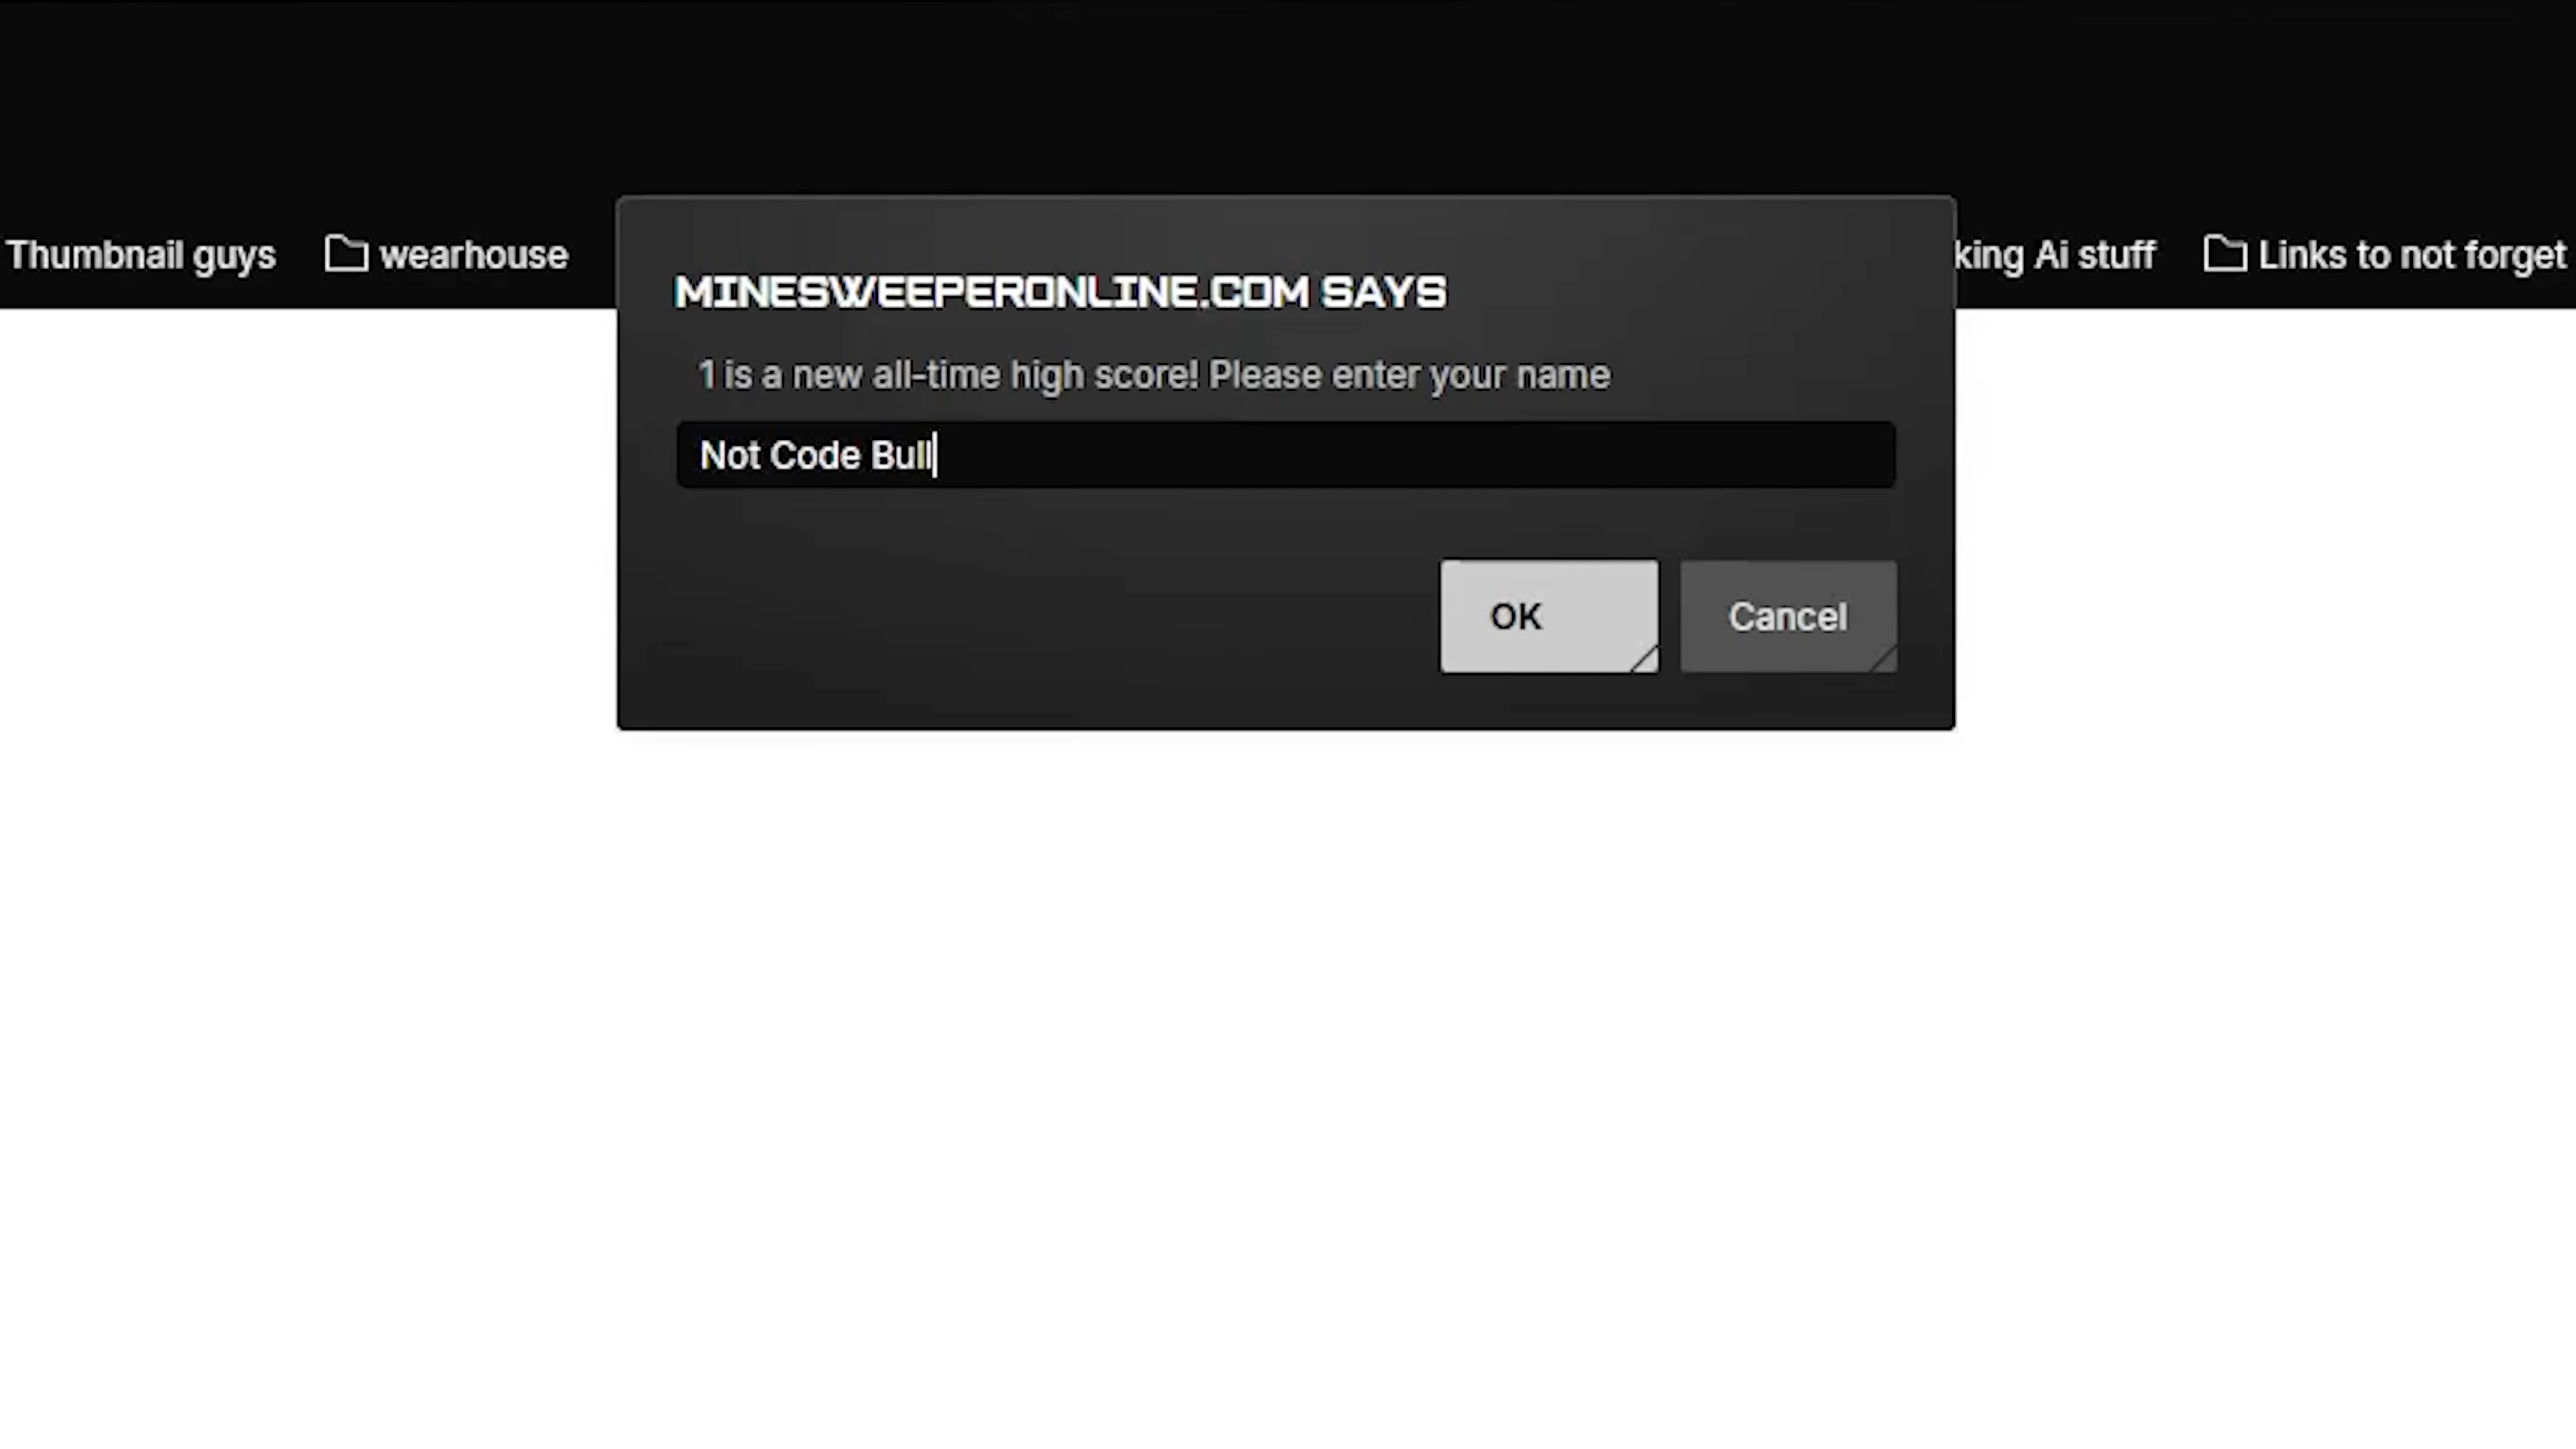 Thumbnail guys wearhouse king Ai stuff Links to not forget
MINESWEEPERONLINE.COM SAYS
1 is a new all-time high score! Please enter your name
Not Code Bull
OK Cancel